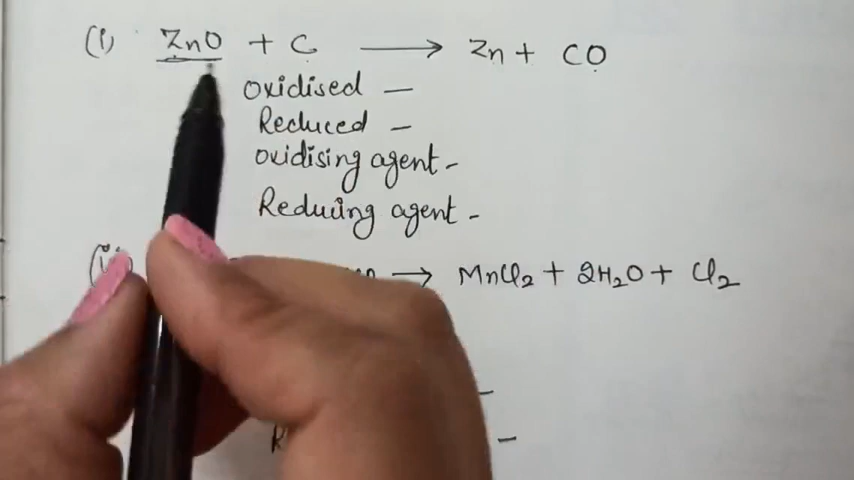 (i) ZnO + C ⟶ Zn + CO
Oxidised —
Reduced —
Oxidising agent -
Reducing agent -
⟶ MnCl₂ + 2H₂O + Cl₂
—
—